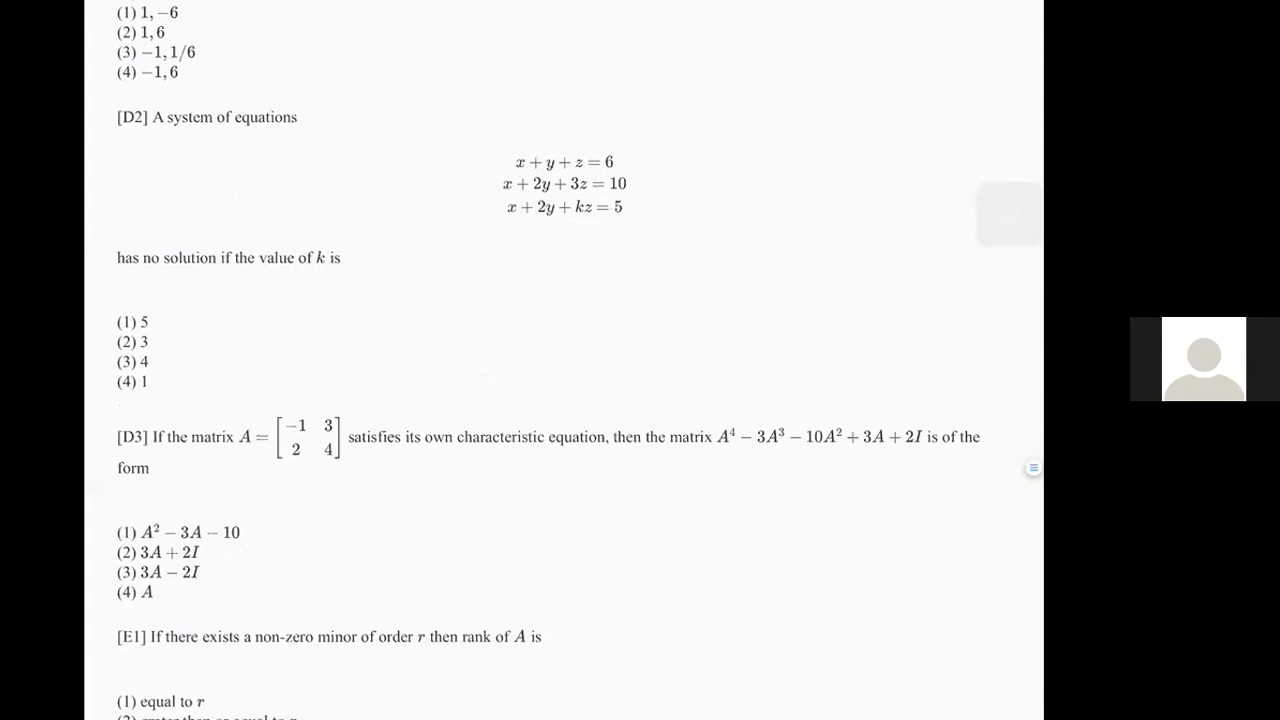 (1) 1, −6
(2) 1, 6
(3) −1, 1/6
(4) −1, 6
[D2] A system of equations
x + y + z = 6
x + 2y + 3z = 10
x + 2y + kz = 5
has no solution if the value of k is
(1) 5
(2) 3
(3) 4
(4) 1
[D3] If the matrix A = [−1 3; 2 4] satisfies its own characteristic equation, then the matrix A⁴ − 3A³ − 10A² + 3A + 2I is of the
form
(1) A² − 3A − 10
(2) 3A + 2I
(3) 3A − 2I
(4) A
[E1] If there exists a non-zero minor of order r then rank of A is
(1) equal to r